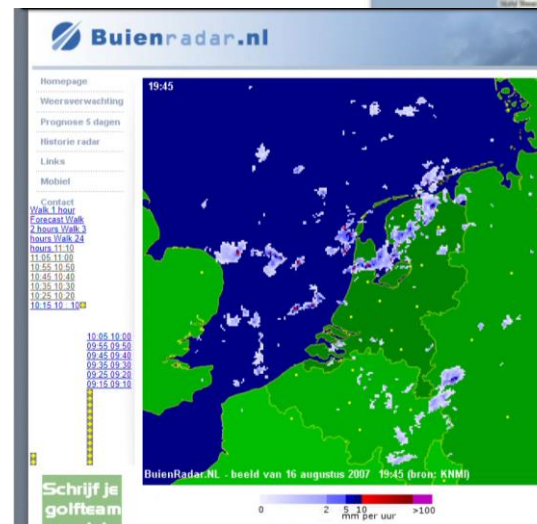 Buienradar.nl
Homepage
Weersverwachting
Prognose 5 dagen
Historie radar
Links
Mobiel
Contact
Walk 1 hour
Forecast Walk
2 hours Walk 3
hours Walk 24
hours 11:10
11:05 11:00
10:55 10:50
10:45 10:40
10:35 10:30
10:25 10:20
10:15 10 : 10
10:05 10:00
09:55 09:50
09:45 09:40
09:35 09:30
09:25 09:20
09:15 09:10
Schrijf je
golfteam
19:45
BuienRadar.NL - beeld van 16 augustus 2007 19:45 (bron: KNMI)
0 2 5 10 >100
mm per uur